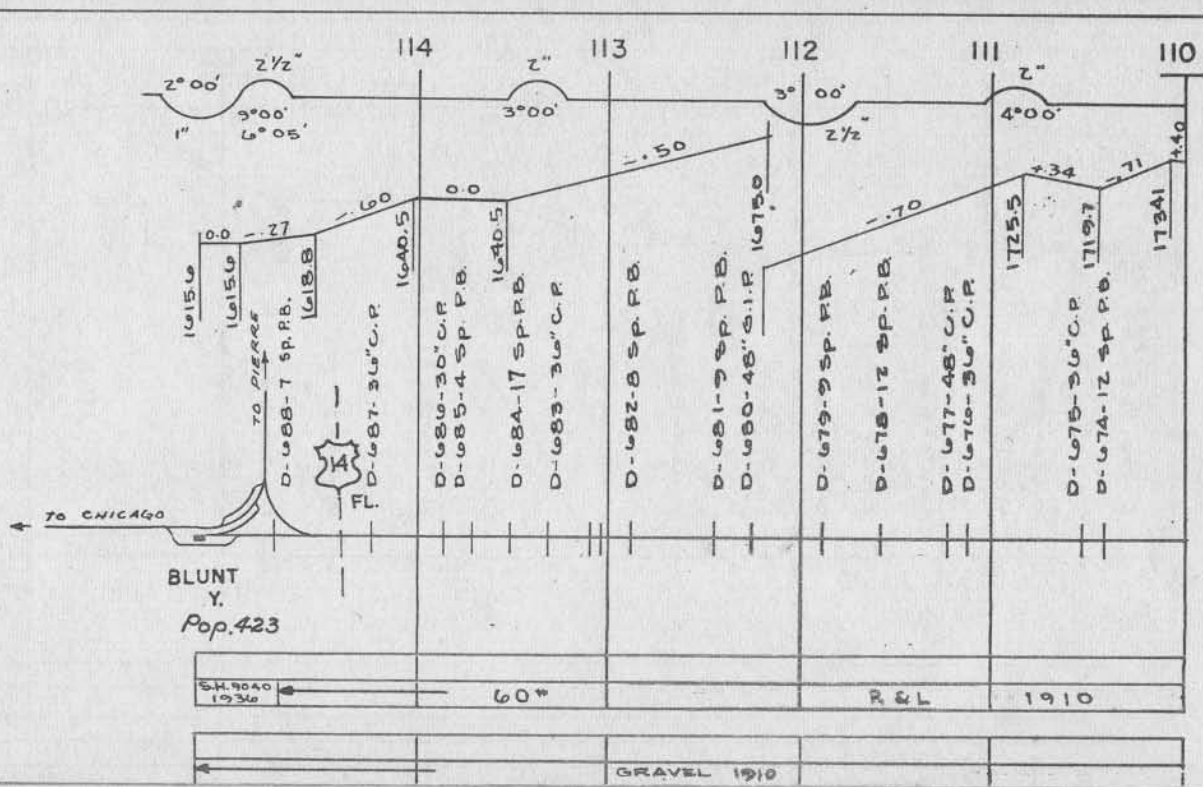 114 113 112 111 110
2°00' 2½" 2" 3° 00' 2"
1" 9°00' 3°00' 2½" 4°00'
6°05'
0.0 -.27 -.60 0.0 -.50 -.70 +.34 -.71 +.40
1615.6
1615.6
1618.8
1640.5
1640.5
1675.0
1725.5
1719.7
1734.1
TO PIERRE
D-688-7 Sp. P.B.
14
FL.
D-687-36" C.P.
D-686-30" C.P.
D-685-4 Sp. P.B.
D-684-17 Sp. P.B.
D-683-36" C.P.
D-682-8 Sp. P.B.
D-681-9 Sp. P.B.
D-680-48" S.I.P.
D-679-9 Sp. P.B.
D-678-12 Sp. P.B.
D-677-48" C.P.
D-676-36" C.P.
D-675-36" C.P.
D-674-12 Sp. P.B.
TO CHICAGO
BLUNT
Y.
Pop. 423
S.H. 9040
1936
60# R & L 1910
GRAVEL 1910